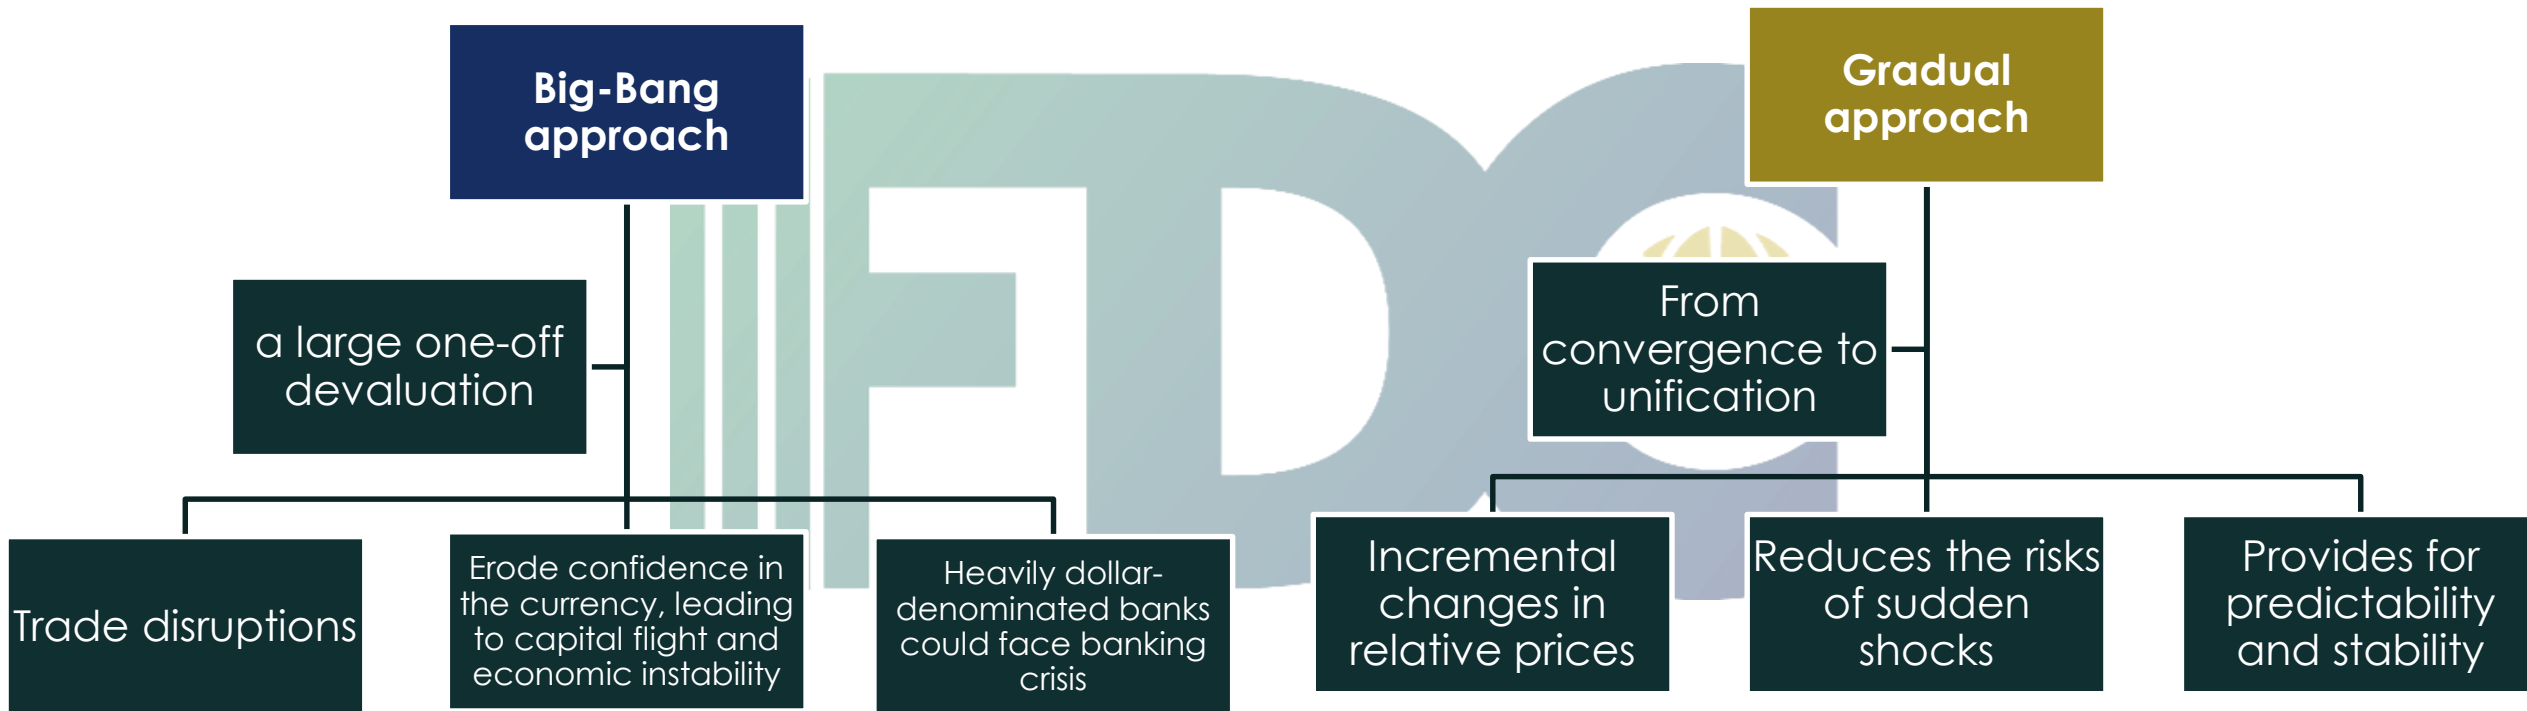 Big-Bang
approach
a large one-off
devaluation
Trade disruptions
Erode confidence in
the currency, leading
to capital flight and
economic instability
Heavily dollar-
denominated banks
could face banking
crisis
Gradual
approach
From
convergence to
unification
Incremental
changes in
relative prices
Reduces the risks
of sudden
shocks
Provides for
predictability
and stability
FDC